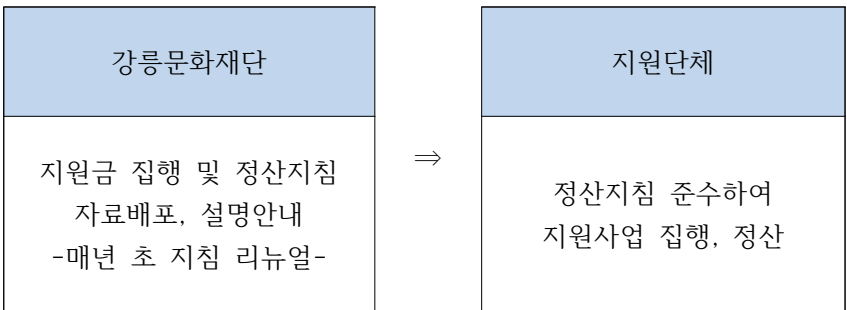 강릉문화재단
지원금 집행 및 정산지침
자료배포, 설명안내
-매년 초 지침 리뉴얼-
⇒
지원단체
정산지침 준수하여
지원사업 집행, 정산